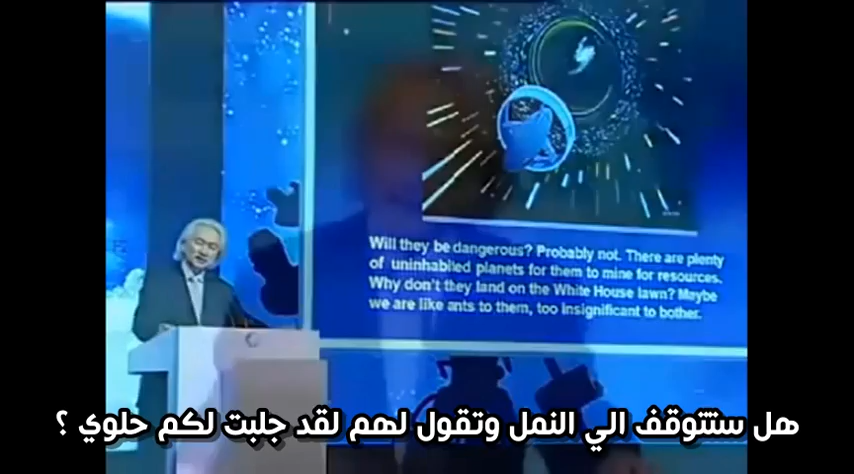 Will they be dangerous? Probably not. There are plenty
of uninhabited planets for them to mine for resources.
Why don't they land on the White House lawn? Maybe
we are like ants to them, too insignificant to bother.
هل ستتوقف الي النمل وتقول لهم لقد جلبت لكم حلوي ؟